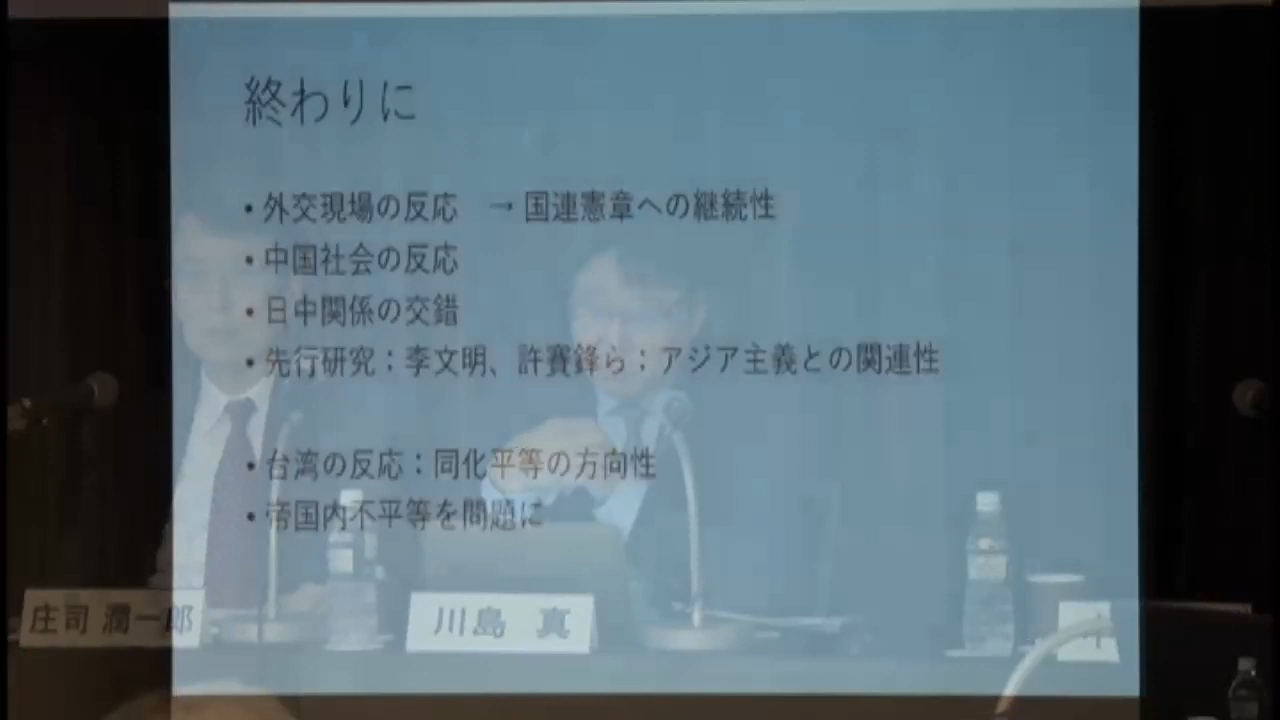 終わりに
• 外交現場の反応 → 国連憲章への継続性
• 中国社会の反応
• 日中関係の交錯
• 先行研究：李文明、許賽鋒ら：アジア主義との関連性
• 台湾の反応：同化平等の方向性
• 帝国内不平等を問題に
庄司 潤一郎
川島 真